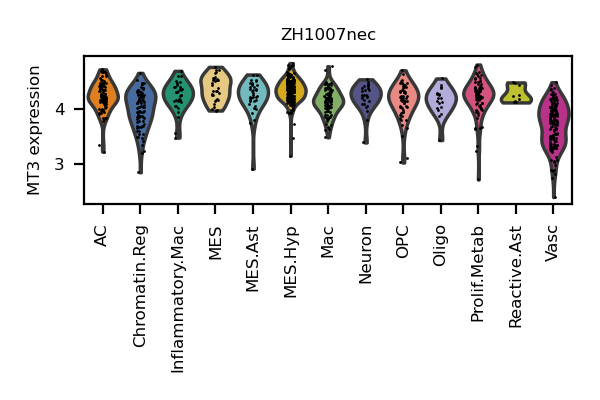 ZH1007nec
MT3 expression
4
3
AC
Chromatin.Reg
Inflammatory.Mac
MES
MES.Ast
MES.Hyp
Mac
Neuron
OPC
Oligo
Prolif.Metab
Reactive.Ast
Vasc